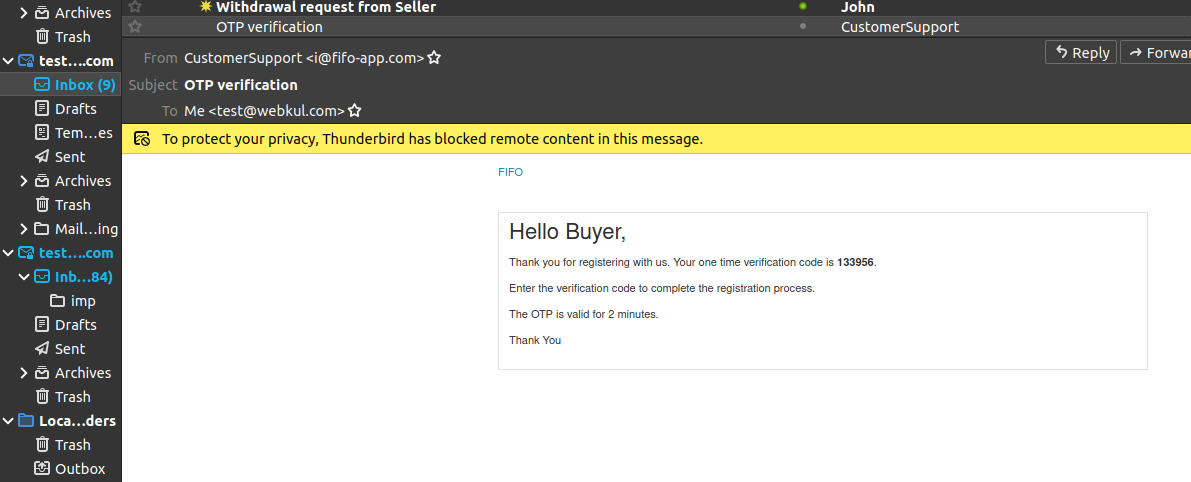 Archives
Trash
test....com
Inbox (9)
Drafts
Tem...es
Sent
Archives
Trash
Mail...ing
test....com
Inb...84)
imp
Drafts
Sent
Archives
Trash
Loca...ders
Trash
Outbox
Withdrawal request from Seller John
OTP verification CustomerSupport
From CustomerSupport <i@fifo-app.com>
Reply Forwar
Subject OTP verification
To Me <test@webkul.com>
To protect your privacy, Thunderbird has blocked remote content in this message.
FIFO
Hello Buyer,
Thank you for registering with us. Your one time verification code is 133956.
Enter the verification code to complete the registration process.
The OTP is valid for 2 minutes.
Thank You